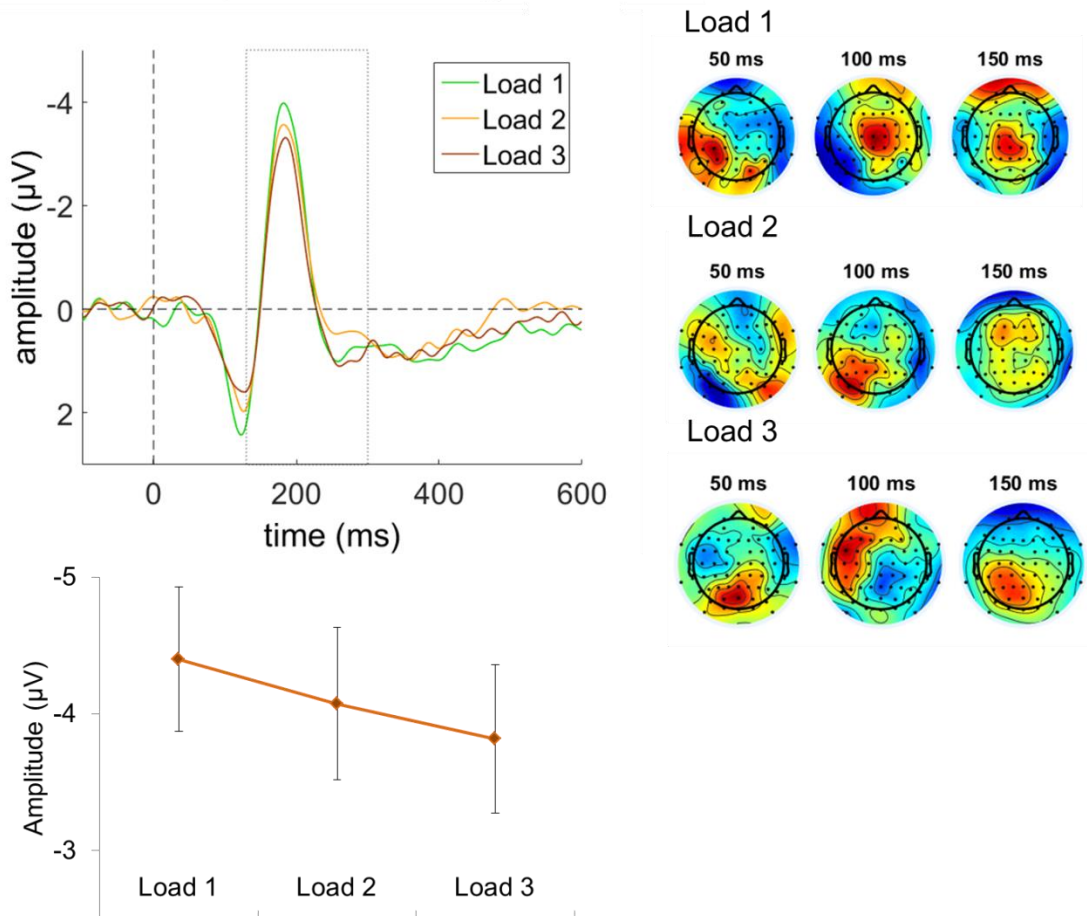 -4
-2
0
2
amplitude (µV)
Load 1
Load 2
Load 3
0 200 400 600
time (ms)
-5
-4
-3
Amplitude (µV)
Load 1 Load 2 Load 3
Load 1
50 ms 100 ms 150 ms
Load 2
50 ms 100 ms 150 ms
Load 3
50 ms 100 ms 150 ms